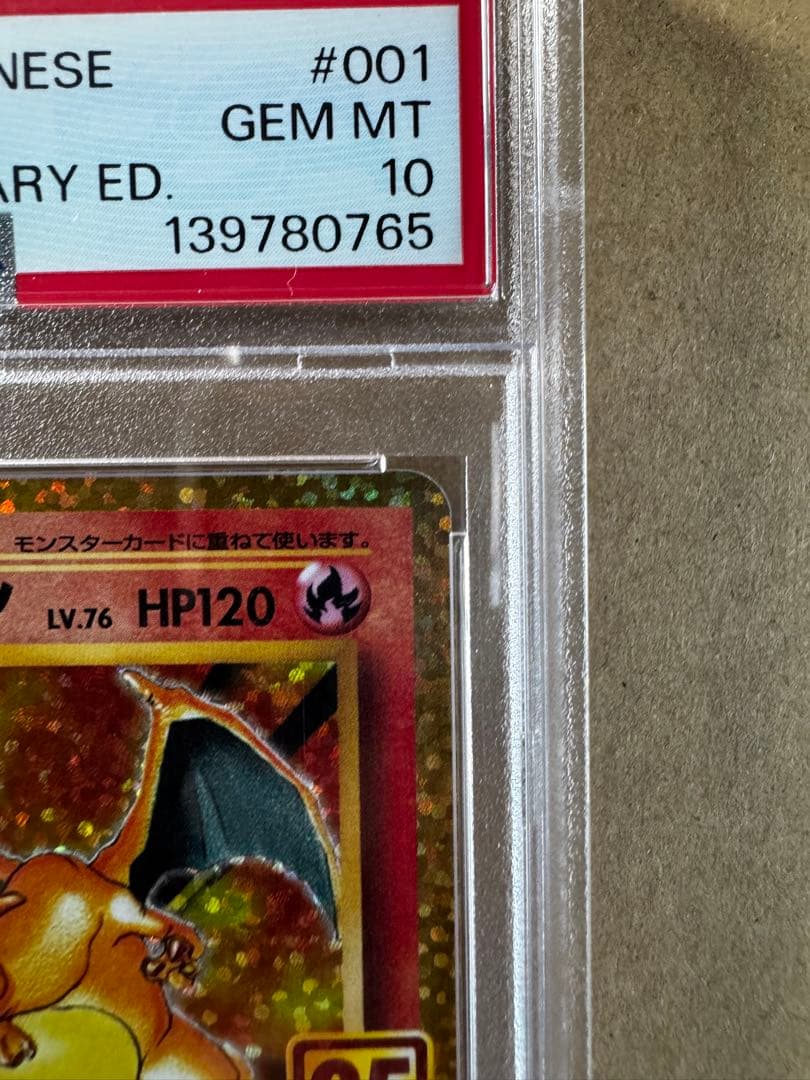 NESE #001
GEM MT
ARY ED. 10
139780765
モンスターカードに重ねて使います。
LV.76 HP120
25